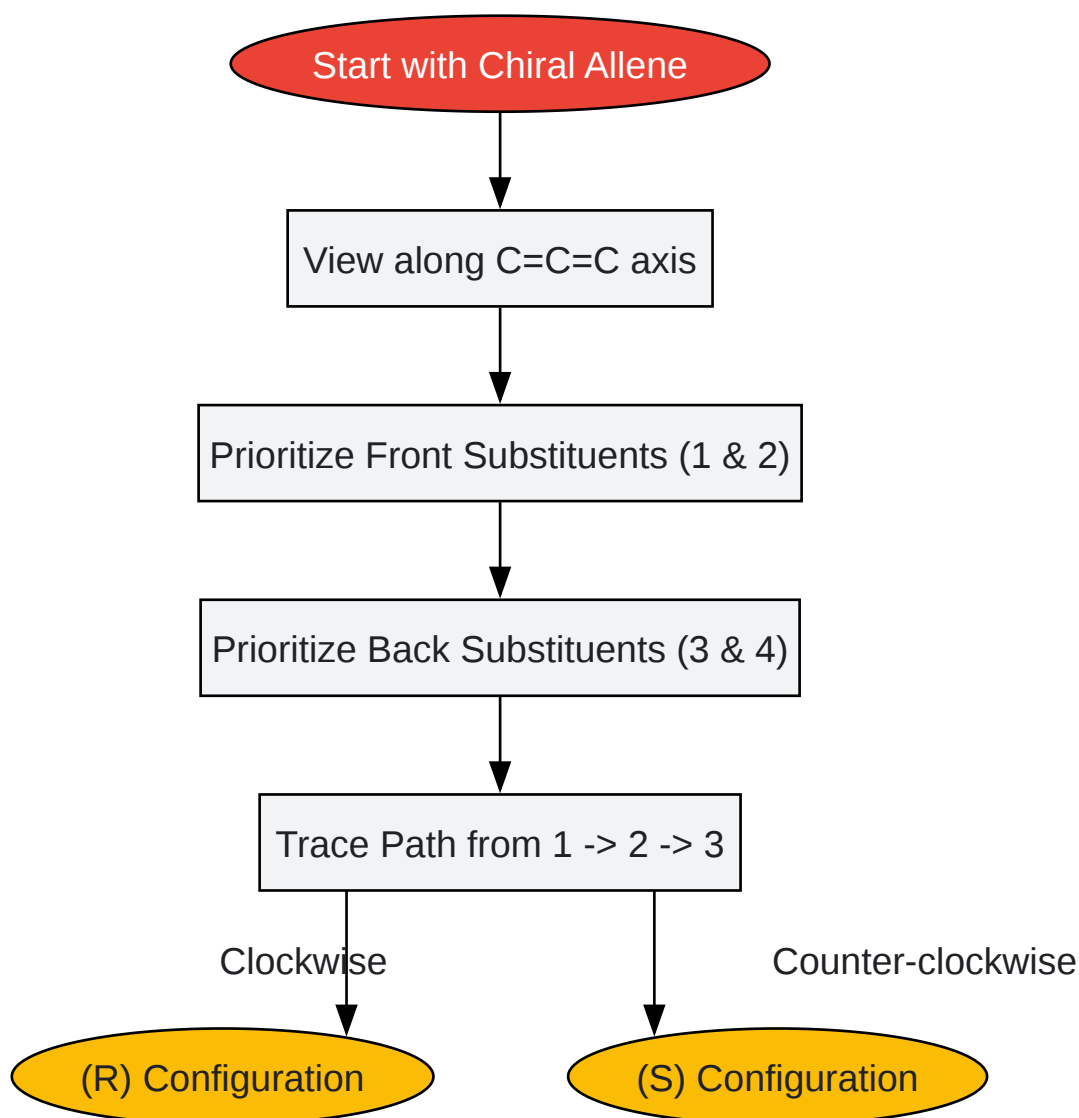 Start with Chiral Allene
View along C=C=C axis
Prioritize Front Substituents (1 & 2)
Prioritize Back Substituents (3 & 4)
Trace Path from 1 -> 2 -> 3
Clockwise
Counter-clockwise
(R) Configuration
(S) Configuration